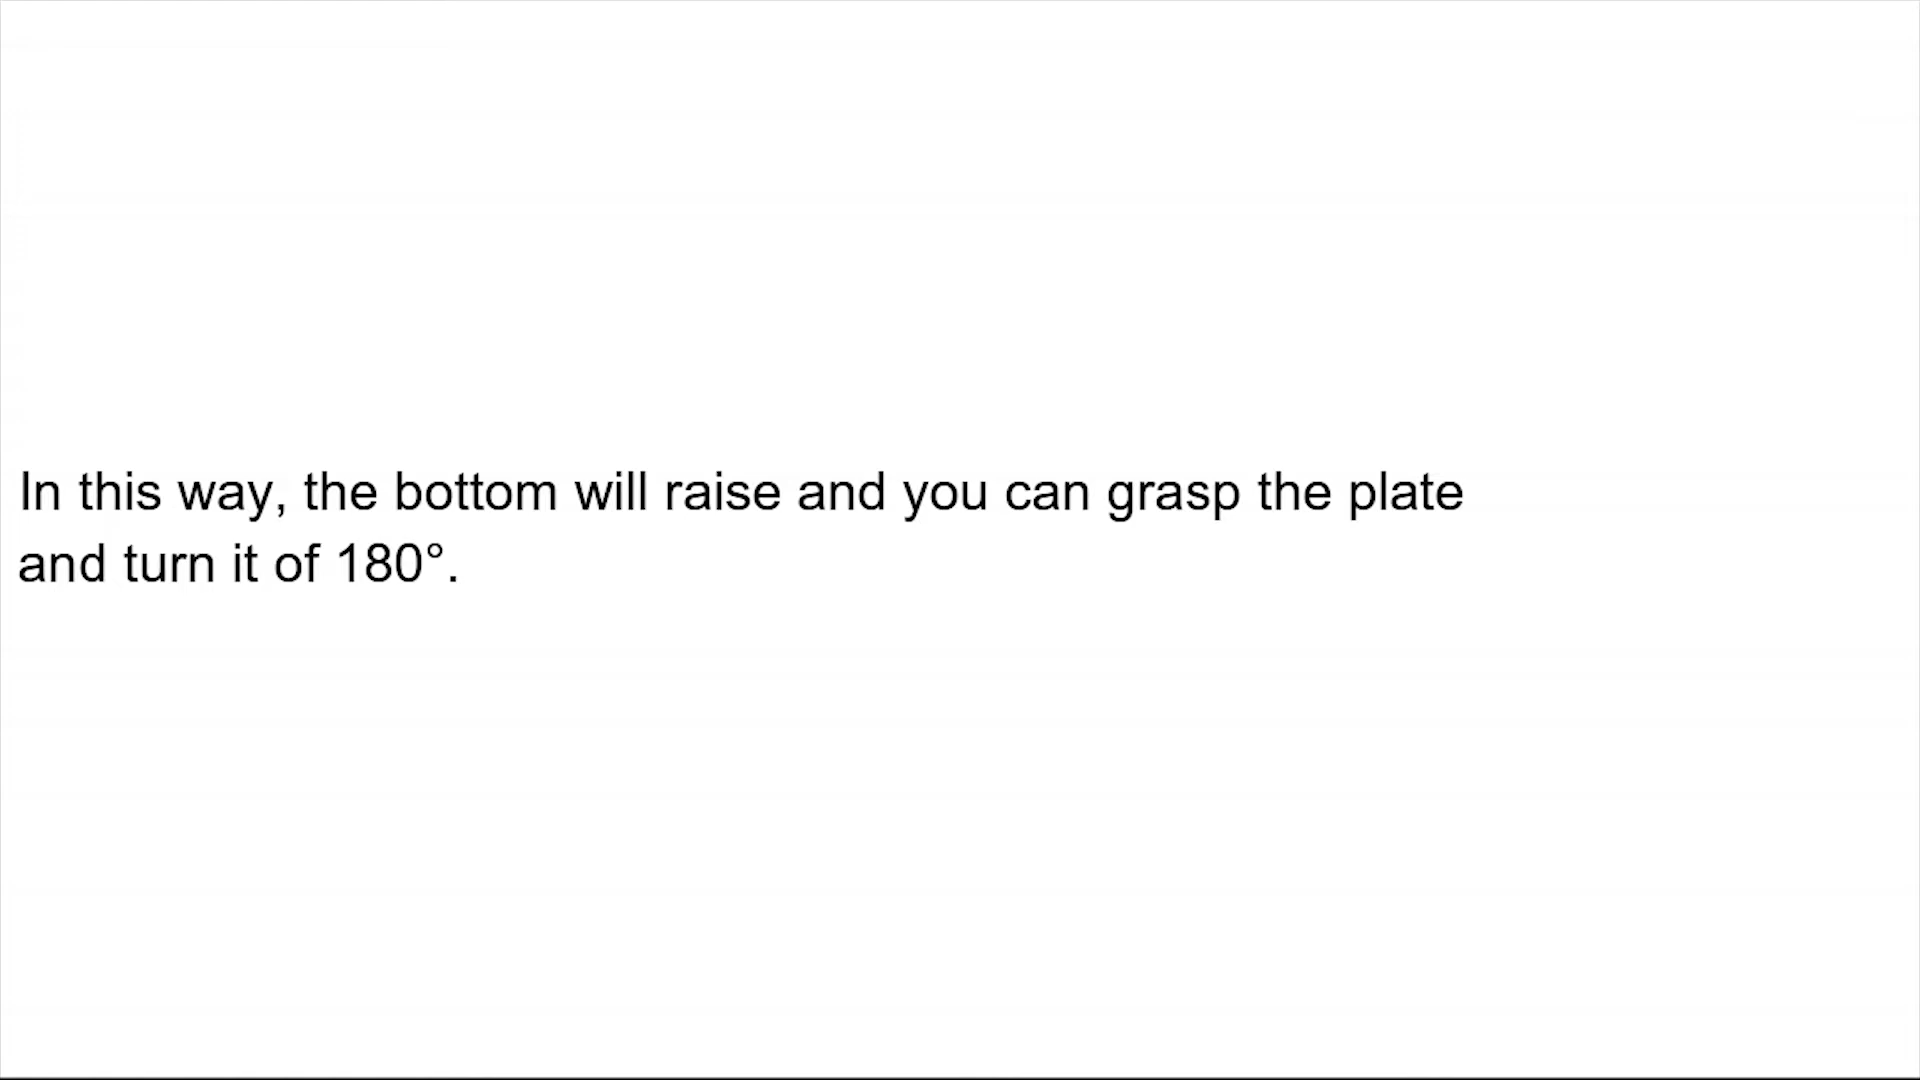 In this way, the bottom will raise and you can grasp the plate
and turn it of 180°.